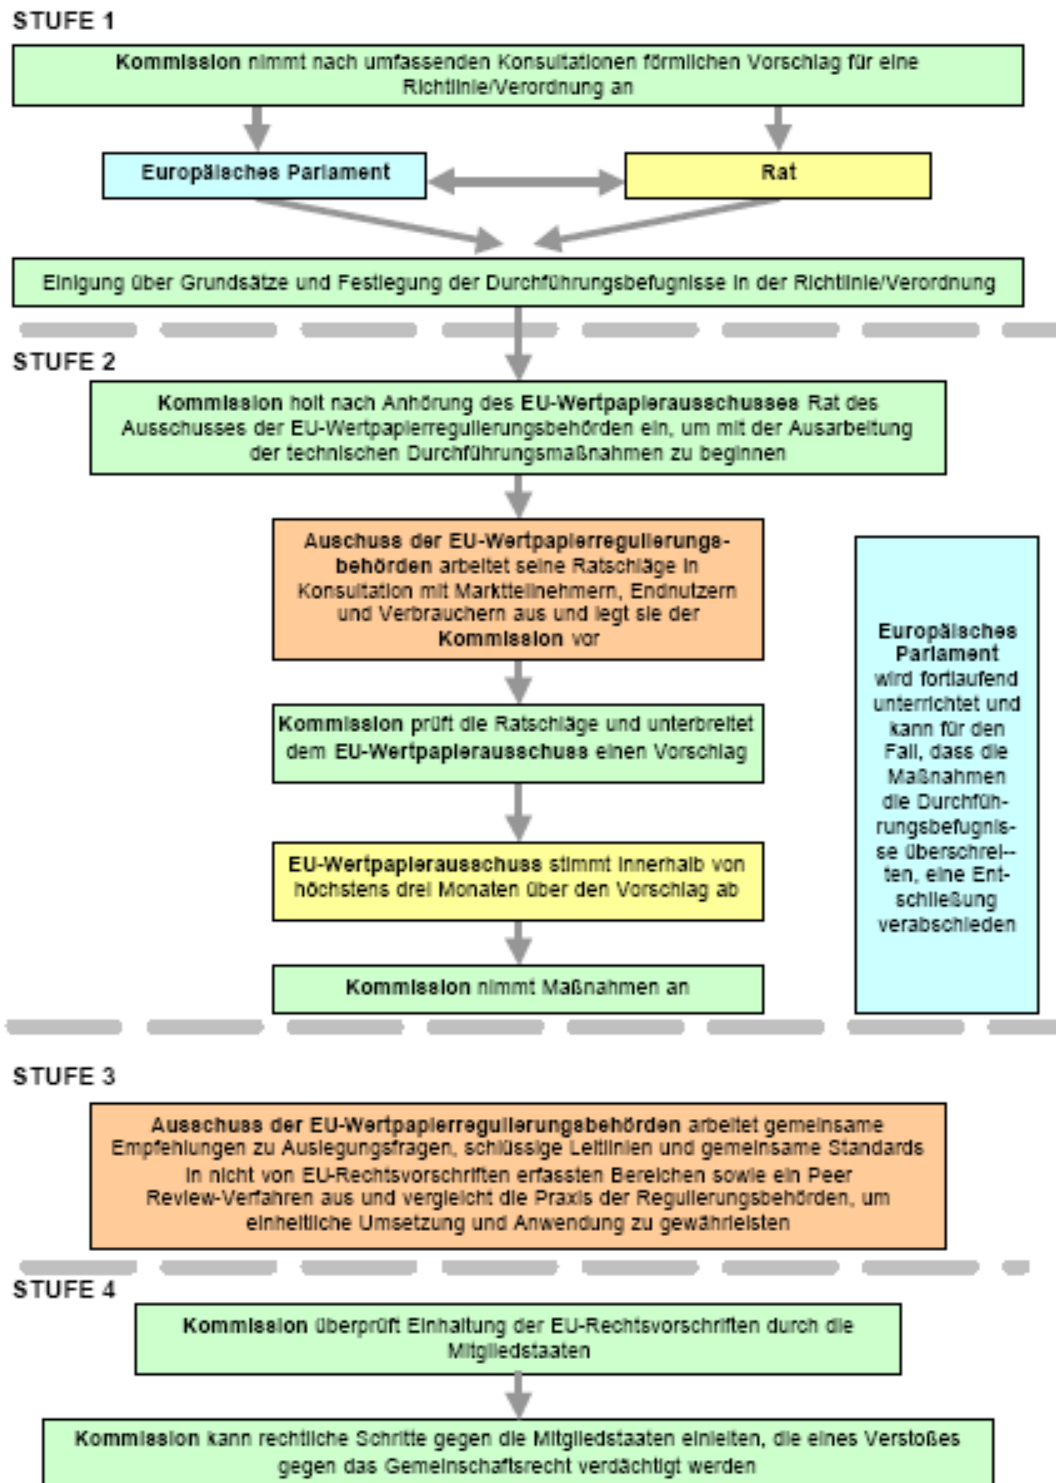 STUFE 1
Kommission nimmt nach umfassenden Konsultationen förmlichen Vorschlag für eine
Richtlinie/Verordnung an
Europäisches Parlament
Rat
Einigung über Grundsätze und Festlegung der Durchführungsbefugnisse in der Richtlinie/Verordnung
STUFE 2
Kommission holt nach Anhörung des EU-Wertpapierausschusses Rat des
Ausschusses der EU-Wertpapierregulierungsbehörden ein, um mit der Ausarbeitung
der technischen Durchführungsmaßnahmen zu beginnen
Auschuss der EU-Wertpapierregulierungs-
behörden arbeitet seine Ratschläge in
Konsultation mit Marktteilnehmern, Endnutzern
und Verbrauchern aus und legt sie der
Kommission vor
Kommission prüft die Ratschläge und unterbreitet
dem EU-Wertpapierausschuss einen Vorschlag
EU-Wertpapierausschuss stimmt innerhalb von
höchstens drei Monaten über den Vorschlag ab
Kommission nimmt Maßnahmen an
Europäisches
Parlament
wird fortlaufend
unterrichtet und
kann für den
Fall, dass die
Maßnahmen
die Durchfüh-
rungsbefugnis-
se überschrei--
ten, eine Ent-
schließung
verabschieden
STUFE 3
Ausschuss der EU-Wertpapierregulierungsbehörden arbeitet gemeinsame
Empfehlungen zu Auslegungsfragen, schlüssige Leitlinien und gemeinsame Standards
in nicht von EU-Rechtsvorschriften erfassten Bereichen sowie ein Peer
Review-Verfahren aus und vergleicht die Praxis der Regulierungsbehörden, um
einheitliche Umsetzung und Anwendung zu gewährleisten
STUFE 4
Kommission überprüft Einhaltung der EU-Rechtsvorschriften durch die
Mitgliedstaaten
Kommission kann rechtliche Schritte gegen die Mitgliedstaaten einleiten, die eines Verstoßes
gegen das Gemeinschaftsrecht verdächtigt werden